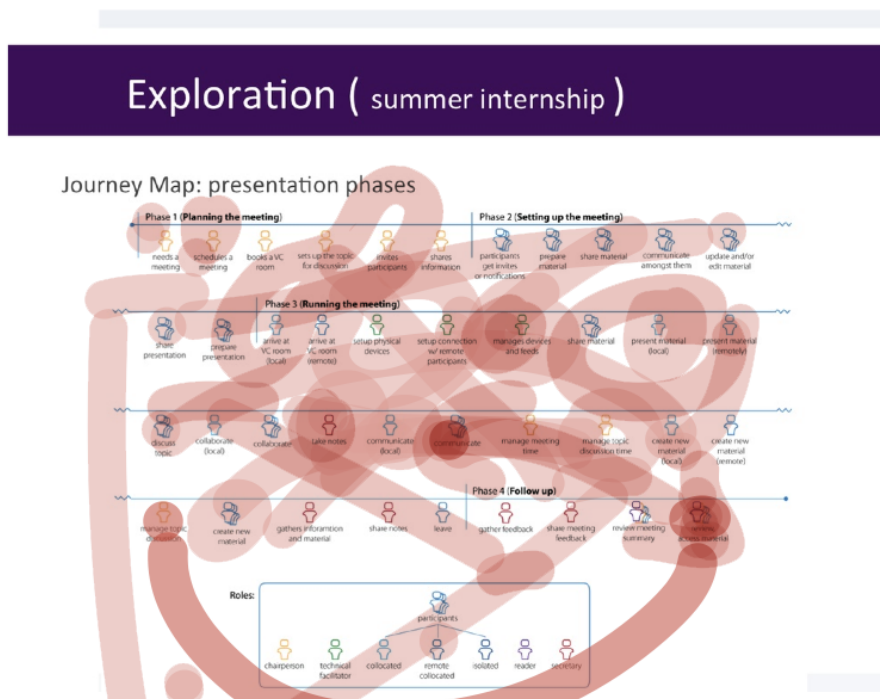 Exploration ( summer internship )
Journey Map: presentation phases
Phase 1 (Planning the meeting)
Phase 2 (Setting up the meeting)
needs a meeting
schedules a meeting
books a VC room
sets up the topic for discussion
invites participants
shares information
participants get invites or notifications
prepare material
share material
communicate amongst them
update and/or edit material
Phase 3 (Running the meeting)
share presentation
prepare presentation
arrive at VC room (local)
arrive at VC room (remote)
setup physical devices
setup connection w/ remote participants
manages devices and feeds
share material
present material (local)
present material (remotely)
discuss topic
collaborate (local)
collaborate
take notes
communicate (local)
communicate
manage meeting time
manage topic discussion time
create new material (local)
create new material (remote)
Phase 4 (Follow up)
manage topic discussion
create new material
gathers inforamtion and material
share notes
leave
gather feedback
share meeting feedback
review meeting summary
access material
Roles:
participants
chairperson
technical facilitator
collocated
remote collocated
isolated
reader
secretary